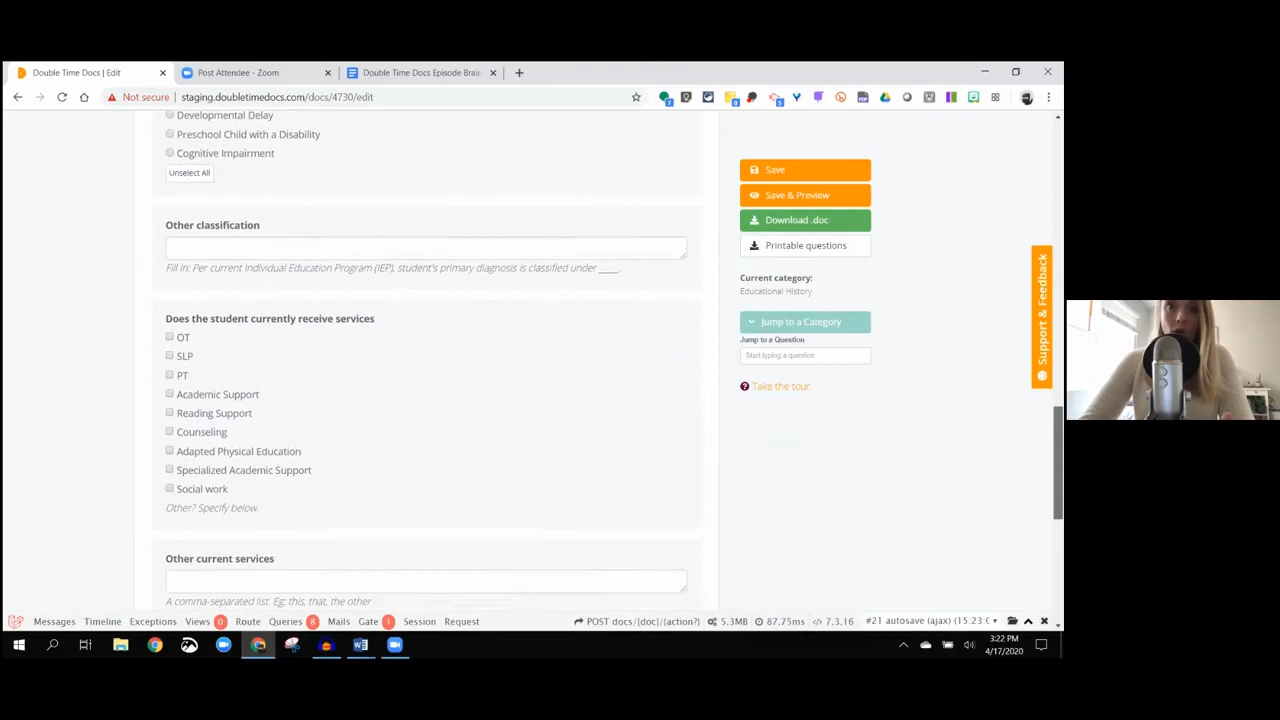 Double Time Docs | Edit
Post Attendee - Zoom
Double Time Docs Episode Brain
Not secure
staging.doubletimedocs.com/docs/4730/edit
Developmental Delay
Preschool Child with a Disability
Cognitive Impairment
Unselect All
Other classification
Fill in: Per current Individual Education Program (IEP), student's primary diagnosis is classified under ____.
Does the student currently receive services
OT
SLP
PT
Academic Support
Reading Support
Counseling
Adapted Physical Education
Specialized Academic Support
Social work
Other? Specify below.
Other current services
A comma-separated list. Eg: this, that, the other
Save
Save & Preview
Download .doc
Printable questions
Current category:
Educational History
Jump to a Category
Jump to a Question
Start typing a question
Take the tour
Support & Feedback
Messages Timeline Exceptions Views 0 Route Queries 8 Mails Gate 1 Session Request
POST docs/{doc}/{action?} 5.3MB 87.75ms 7.3.16 #21 autosave (ajax) (15:23:0
3:22 PM
4/17/2020